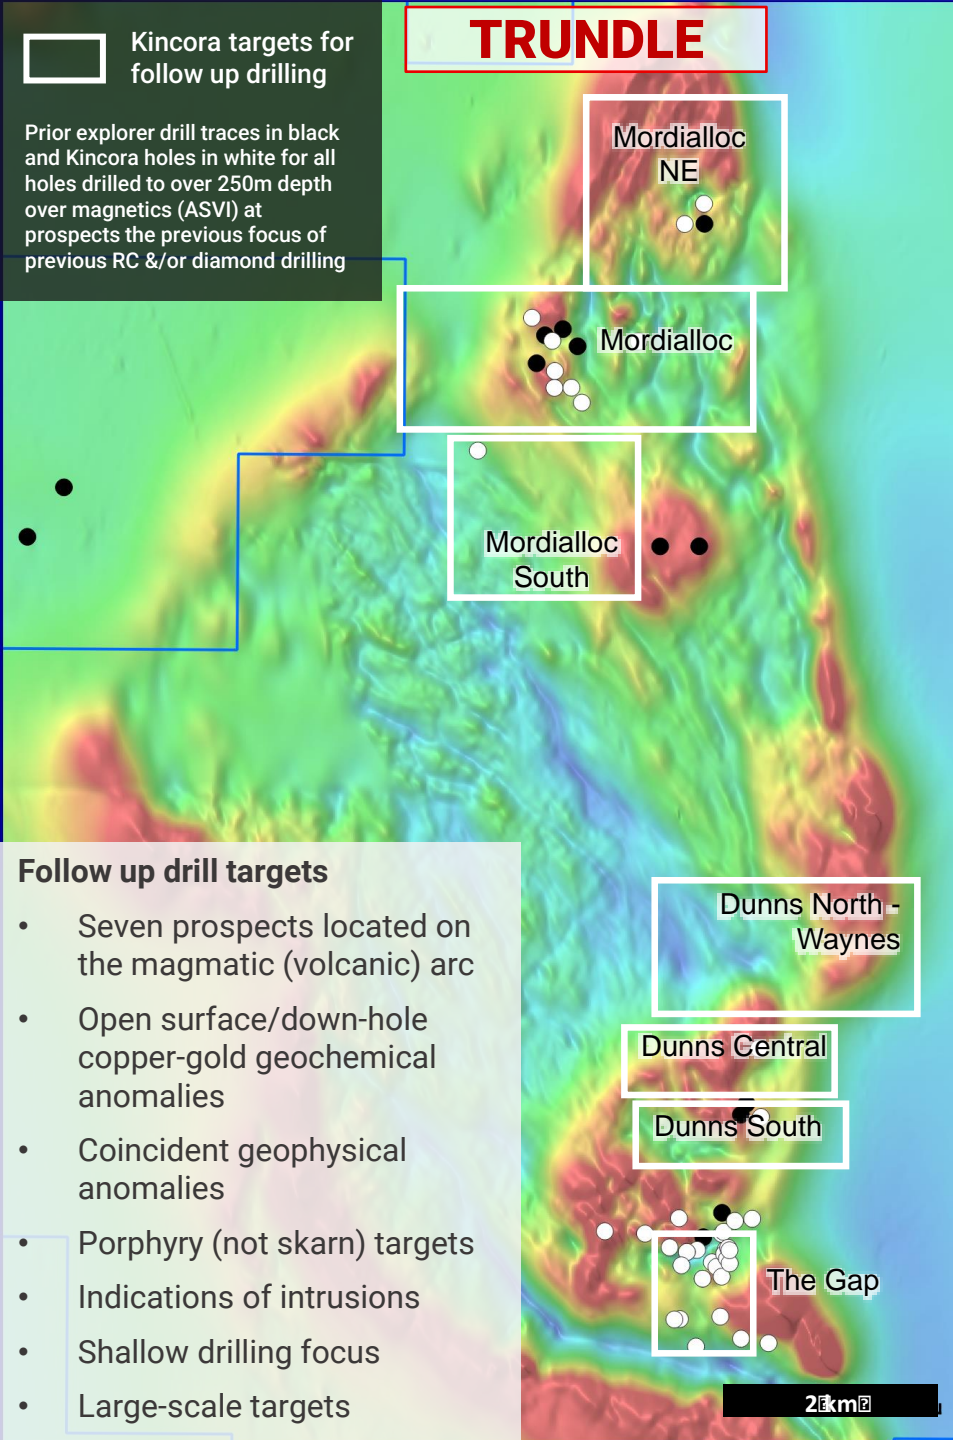 TRUNDLE
Kincora targets for
follow up drilling
Prior explorer drill traces in black
and Kincora holes in white for all
holes drilled to over 250m depth
over magnetics (ASVI) at
prospects the previous focus of
previous RC &/or diamond drilling
Mordialloc
NE
Mordialloc
Mordialloc
South
Dunns North -
Waynes
Dunns Central
Dunns South
The Gap
Follow up drill targets
• Seven prospects located on
the magmatic (volcanic) arc
• Open surface/down-hole
copper-gold geochemical
anomalies
• Coincident geophysical
anomalies
• Porphyry (not skarn) targets
• Indications of intrusions
• Shallow drilling focus
• Large-scale targets
2 km